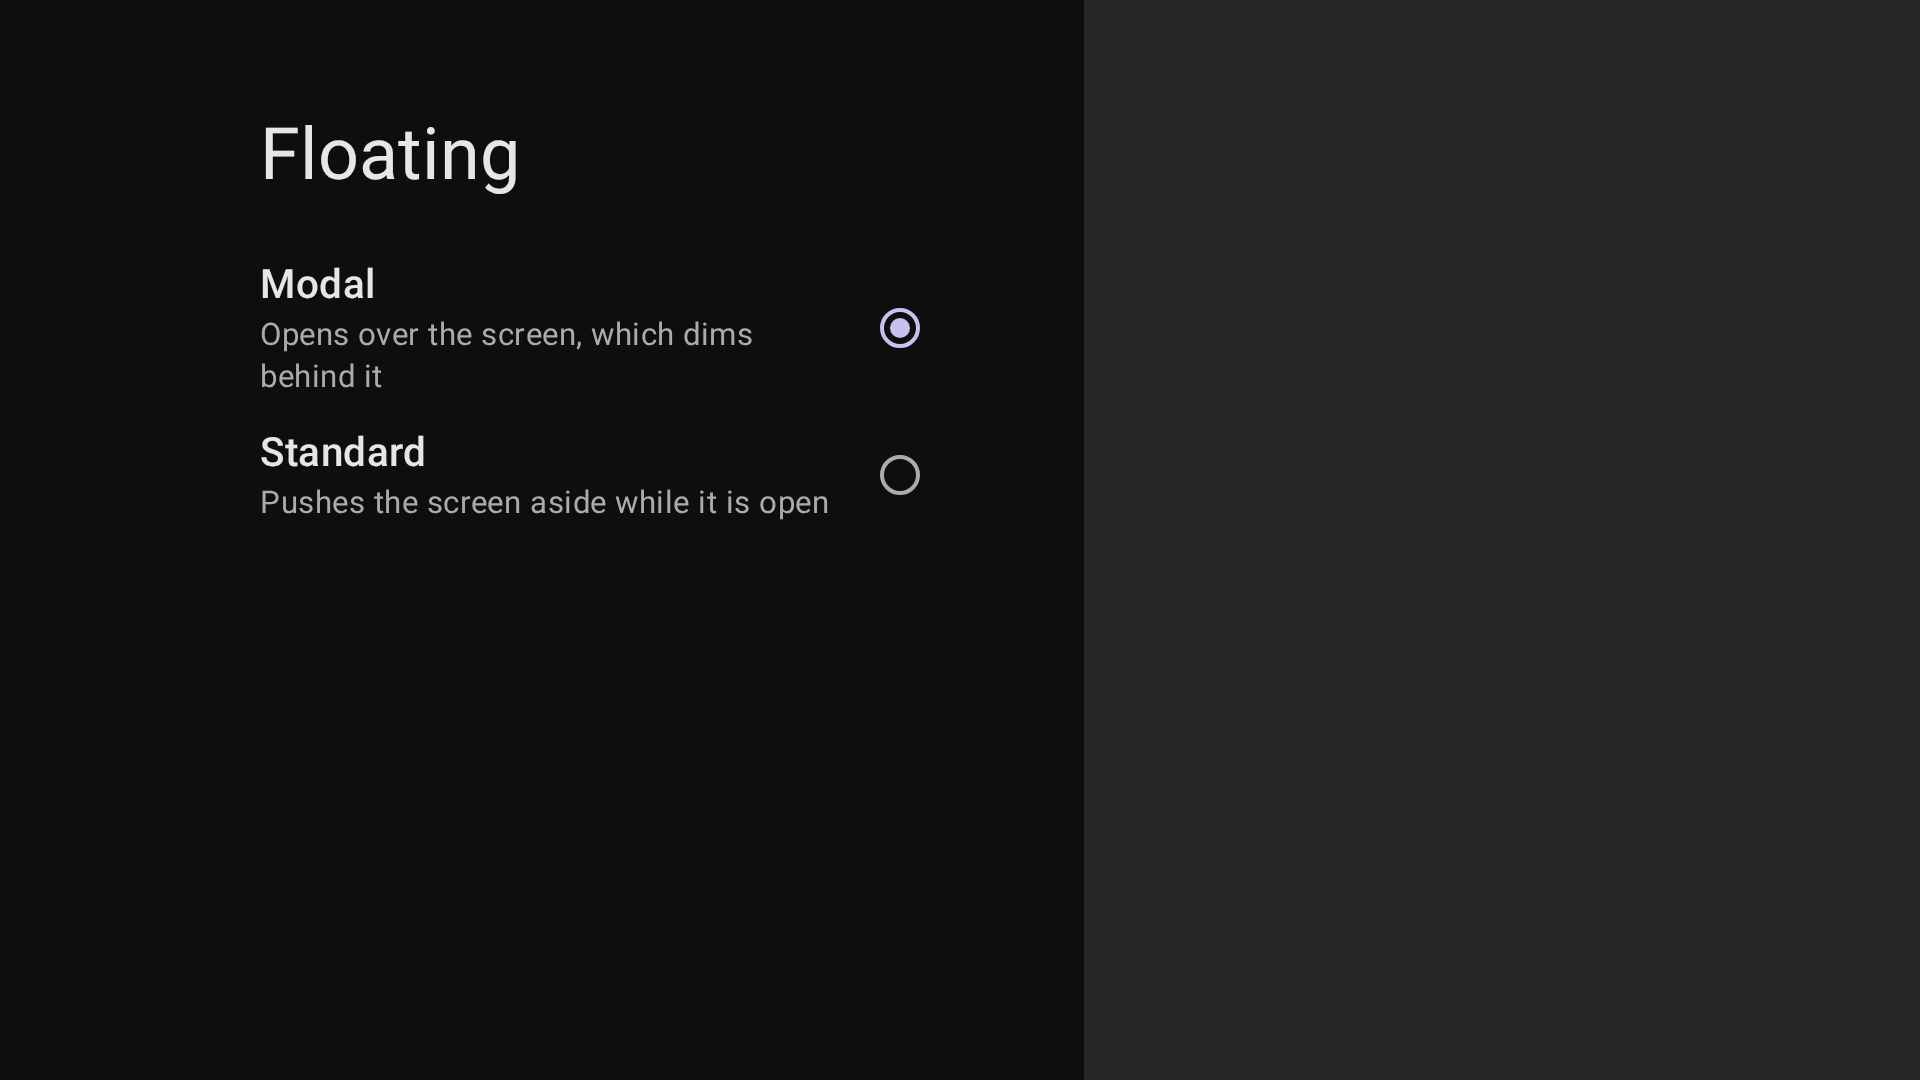 Floating
Modal
Opens over the screen, which dims
behind it
Standard
Pushes the screen aside while it is open